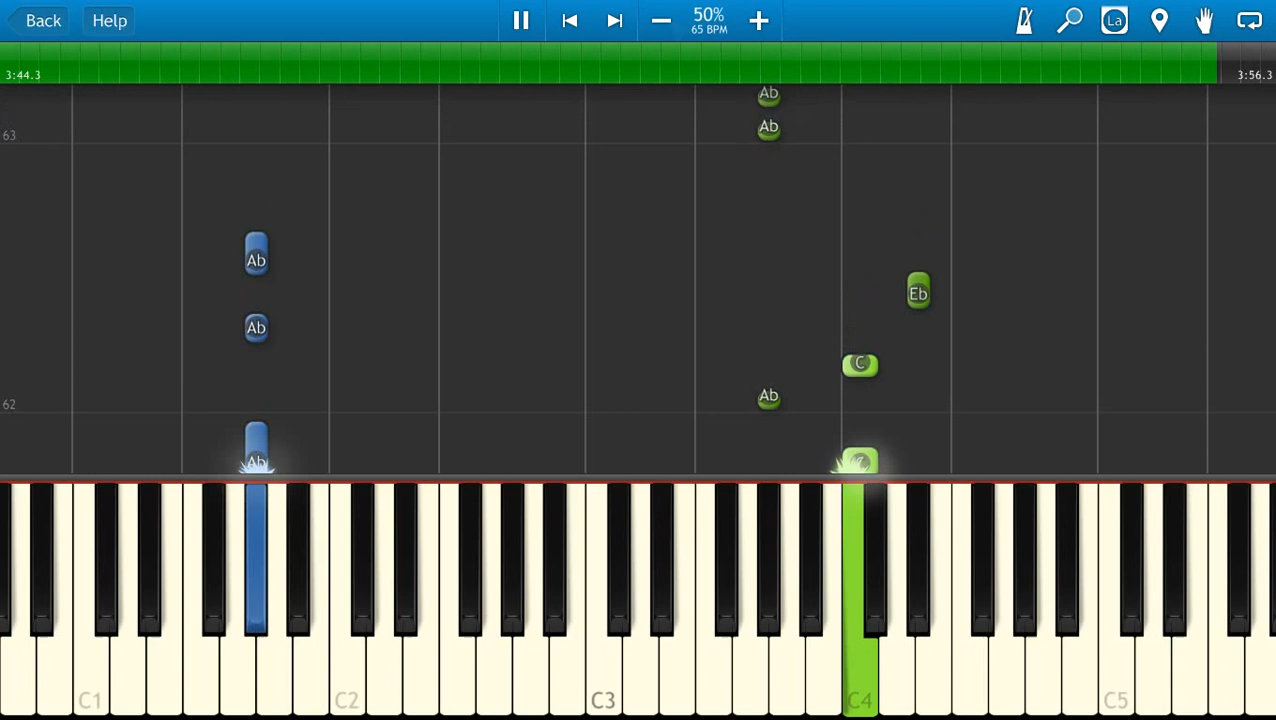 Back Help 50% La
65 BPM
3:44.3 3:56.3
Ab
Ab
63
Ab
Eb
Ab
C
Ab
62
Ab
C1 C2 C3 C4 C5